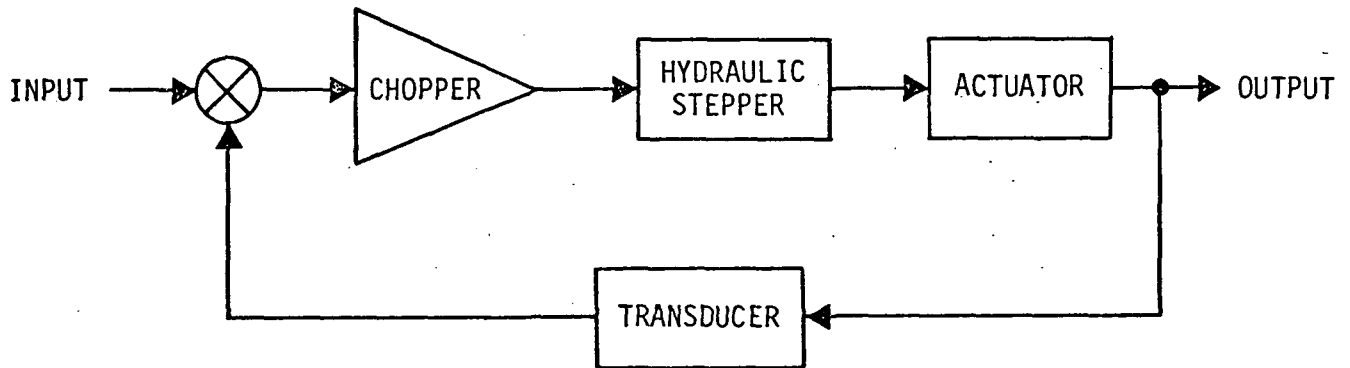 INPUT
CHOPPER
HYDRAULIC
STEPPER
ACTUATOR
OUTPUT
TRANSDUCER